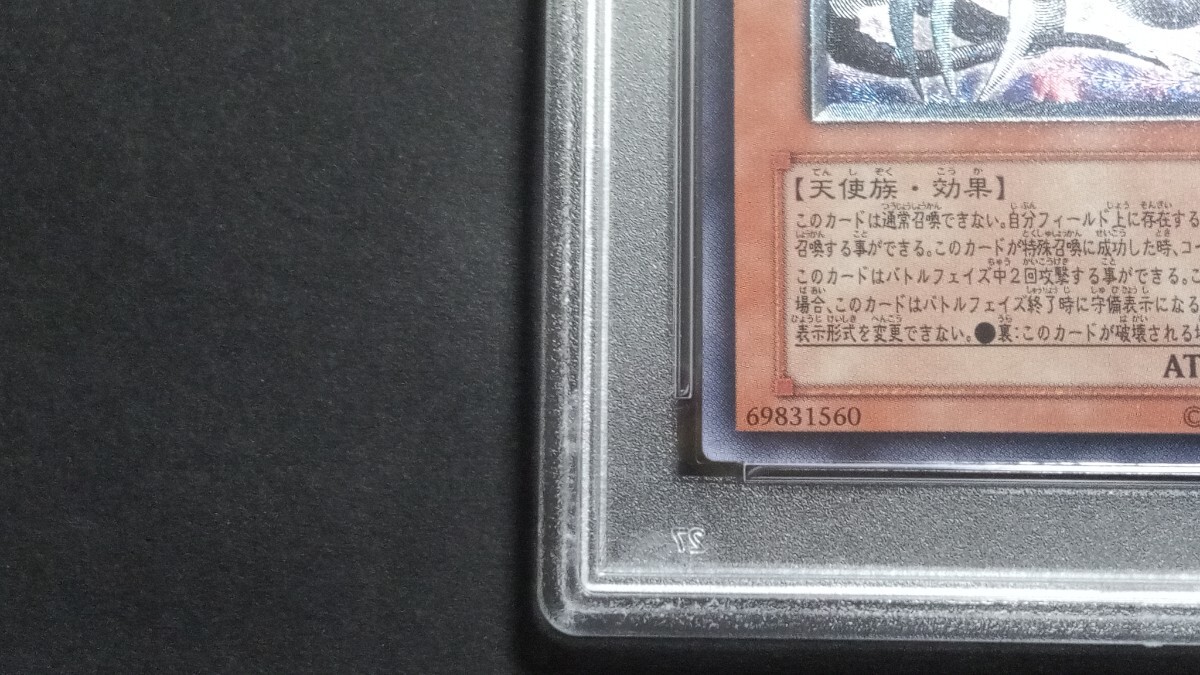 【天使族・効果】
このカードは通常召喚できない。自分フィールド上に存在する
召喚する事ができる。このカードが特殊召喚に成功した時、コ
このカードはバトルフェイズ中2回攻撃する事ができる。こ
場合、このカードはバトルフェイズ終了時に守備表示になる
表示形式を変更できない。●裏：このカードが破壊される
AT
69831560
©
27